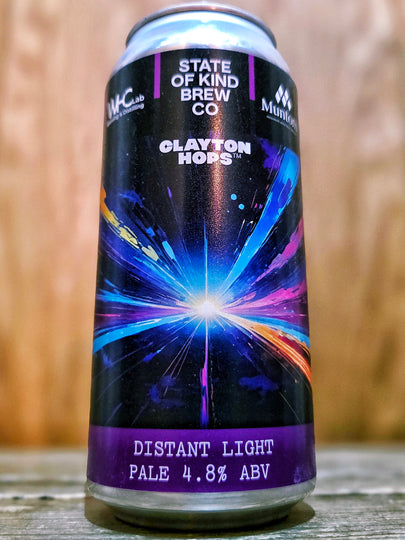 STATE
OF KIND
BREW
CO
WHC Lab
Muntons
CLAYTON
HOPS™
DISTANT LIGHT
PALE 4.8% ABV